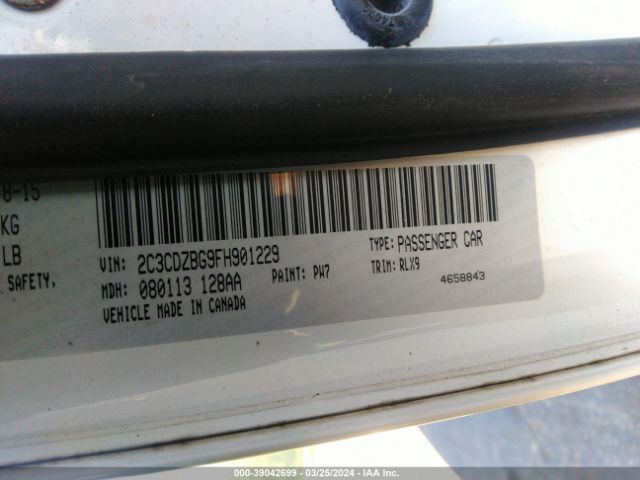 8-15
KG
LB
SAFETY,
VIN: 2C3CDZBG9FH901229
TYPE: PASSENGER CAR
MDH: 080113 128AA
PAINT: PW7
TRIM: RLX9
VEHICLE MADE IN CANADA
4658843
000-39042699 | 03/25/2024 | IAA Inc.